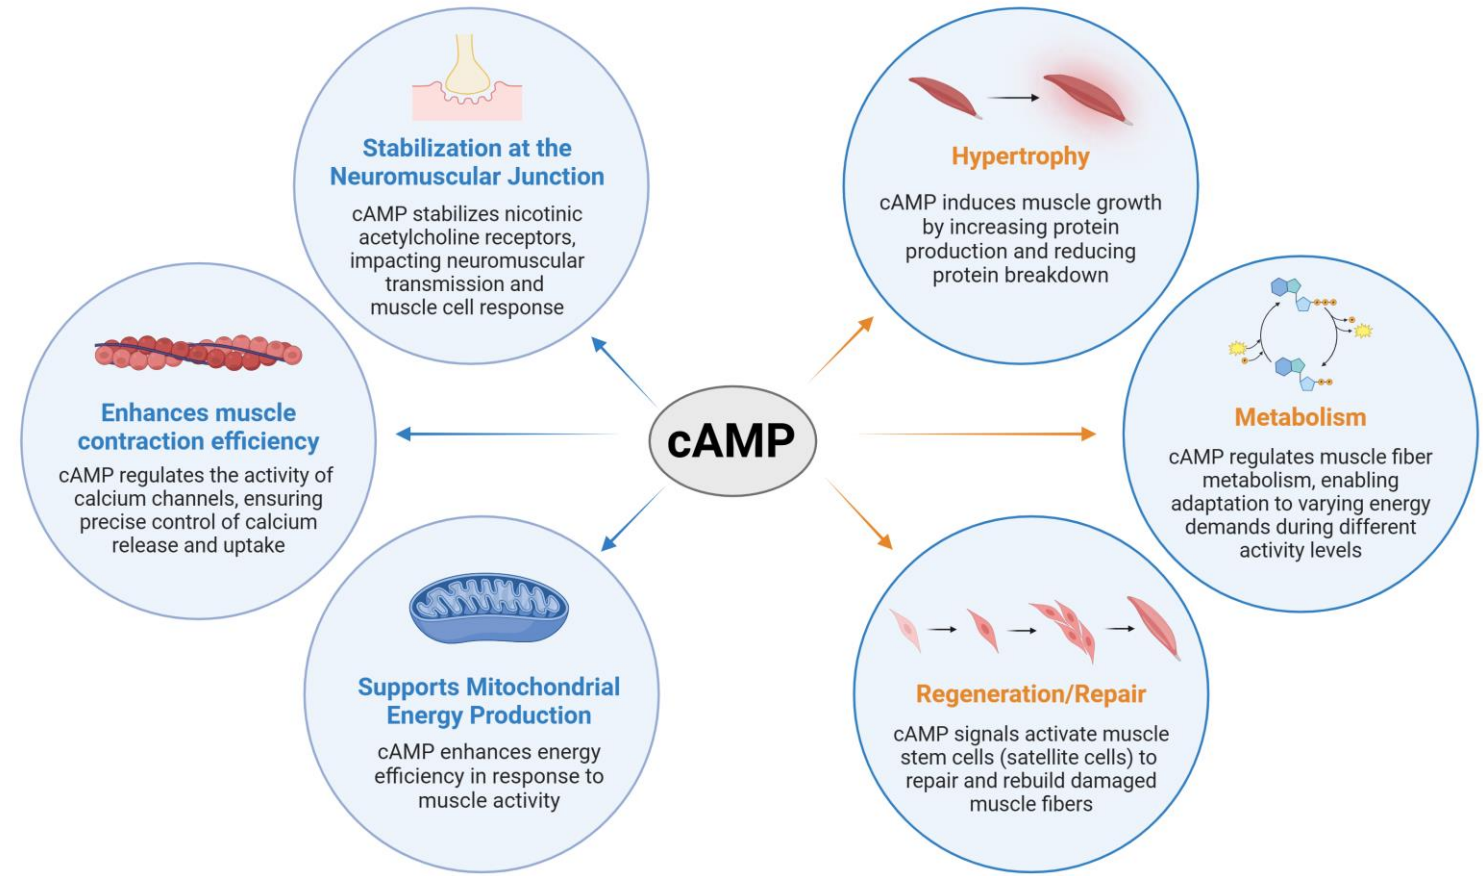 Stabilization at the
Neuromuscular Junction
cAMP stabilizes nicotinic
acetylcholine receptors,
impacting neuromuscular
transmission and
muscle cell response
Hypertrophy
cAMP induces muscle growth
by increasing protein
production and reducing
protein breakdown
Enhances muscle
contraction efficiency
cAMP regulates the activity of
calcium channels, ensuring
precise control of calcium
release and uptake
cAMP
Metabolism
cAMP regulates muscle fiber
metabolism, enabling
adaptation to varying energy
demands during different
activity levels
Supports Mitochondrial
Energy Production
cAMP enhances energy
efficiency in response to
muscle activity
Regeneration/Repair
cAMP signals activate muscle
stem cells (satellite cells) to
repair and rebuild damaged
muscle fibers